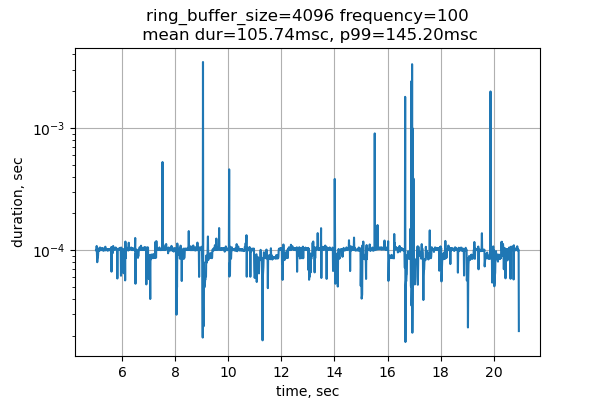 ring_buffer_size=4096 frequency=100
mean dur=105.74msc, p99=145.20msc
10⁻³
10⁻⁴
duration, sec
6 8 10 12 14 16 18 20
time, sec